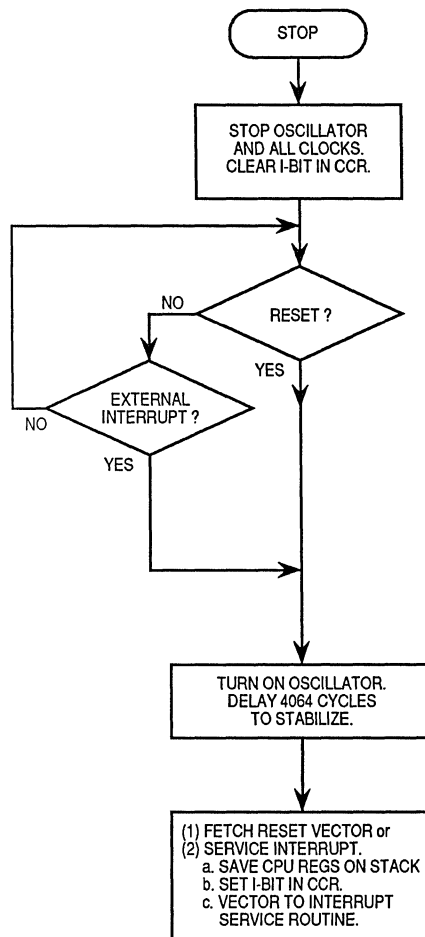 STOP
STOP OSCILLATOR
AND ALL CLOCKS.
CLEAR I-BIT IN CCR.
RESET ?
NO
YES
EXTERNAL
INTERRUPT ?
NO
YES
TURN ON OSCILLATOR.
DELAY 4064 CYCLES
TO STABILIZE.
(1) FETCH RESET VECTOR or
(2) SERVICE INTERRUPT.
a. SAVE CPU REGS ON STACK
b. SET I-BIT IN CCR.
c. VECTOR TO INTERRUPT
SERVICE ROUTINE.